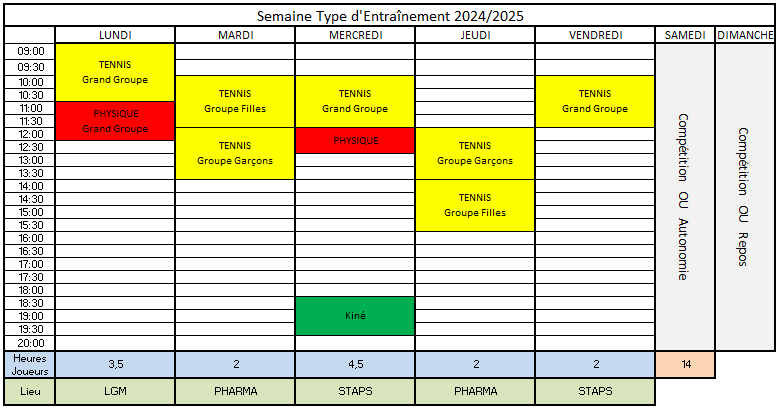 Semaine Type d'Entraînement 2024/2025
LUNDI MARDI MERCREDI JEUDI VENDREDI SAMEDI DIMANCHE
09:00
09:30
10:00
10:30
11:00
11:30
12:00
12:30
13:00
13:30
14:00
14:30
15:00
15:30
16:00
16:30
17:00
17:30
18:00
18:30
19:00
19:30
20:00
TENNIS
Grand Groupe
PHYSIQUE
Grand Groupe
TENNIS
Groupe Filles
TENNIS
Groupe Garçons
TENNIS
Grand Groupe
PHYSIQUE
Kiné
TENNIS
Groupe Garçons
TENNIS
Groupe Filles
TENNIS
Grand Groupe
Compétition OU Autonomie
Compétition OU Repos
Heures
Joueurs
3,5 2 4,5 2 2 14
Lieu LGM PHARMA STAPS PHARMA STAPS